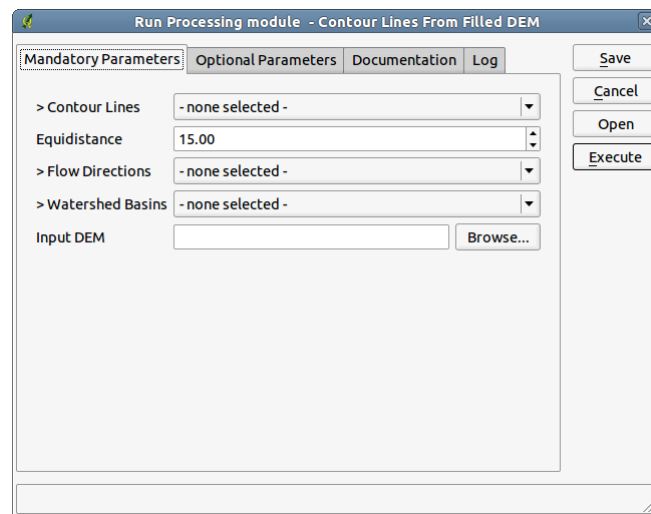 Run Processing module - Contour Lines From Filled DEM
Mandatory Parameters Optional Parameters Documentation Log
Save
Cancel
Open
Execute
> Contour Lines - none selected -
Equidistance 15.00
> Flow Directions - none selected -
> Watershed Basins - none selected -
Input DEM Browse...